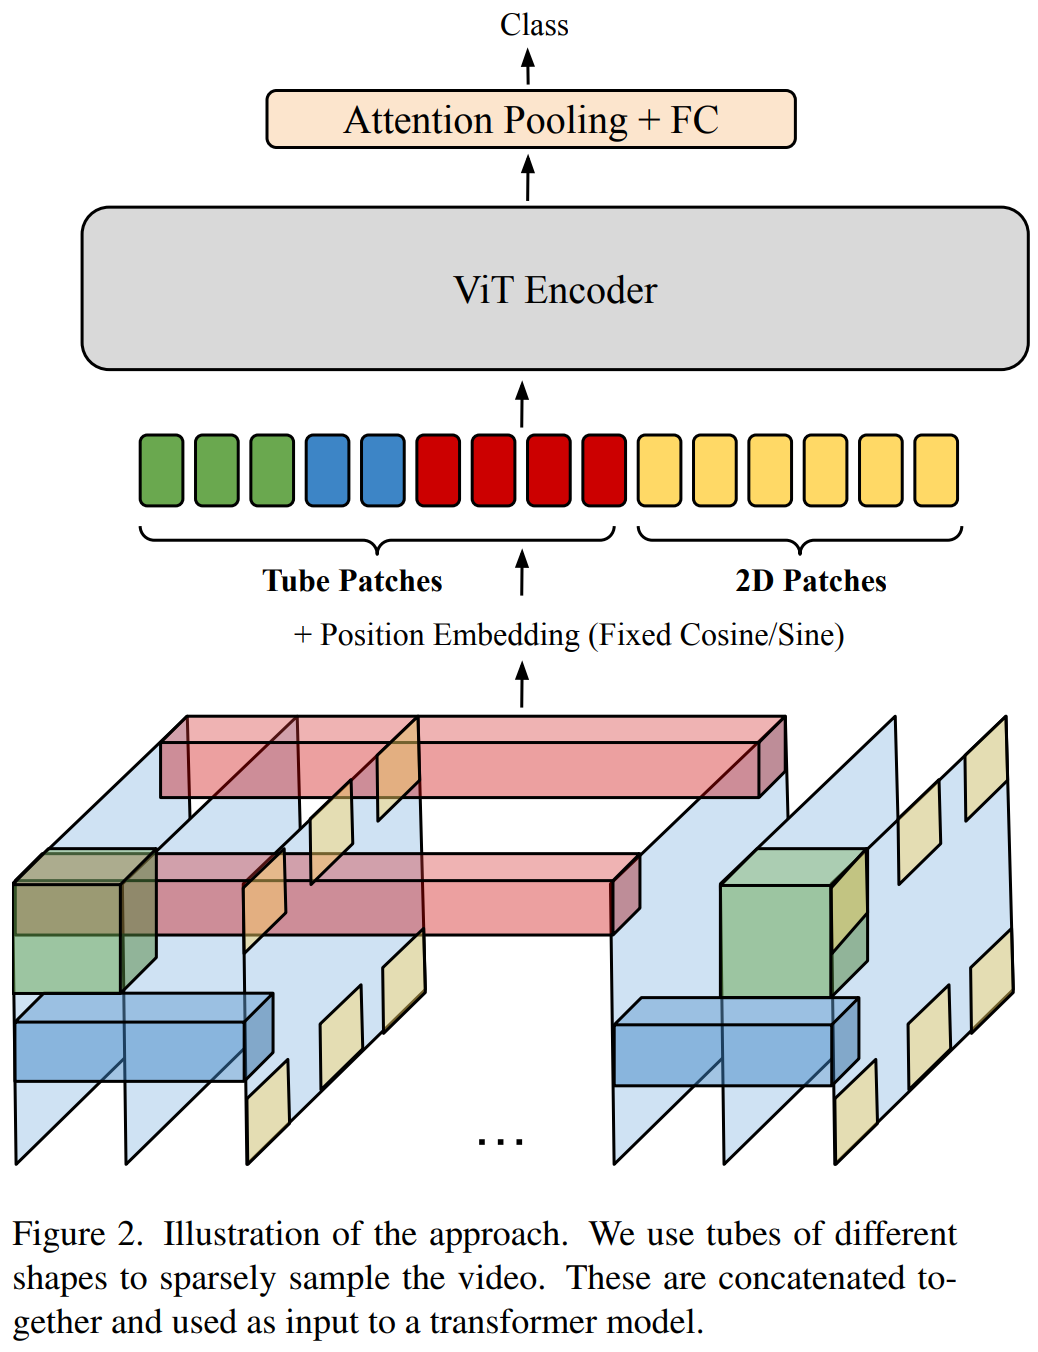 Class
Attention Pooling + FC
ViT Encoder
Tube Patches
2D Patches
+ Position Embedding (Fixed Cosine/Sine)
...
Figure 2. Illustration of the approach. We use tubes of different
shapes to sparsely sample the video. These are concatenated to-
gether and used as input to a transformer model.